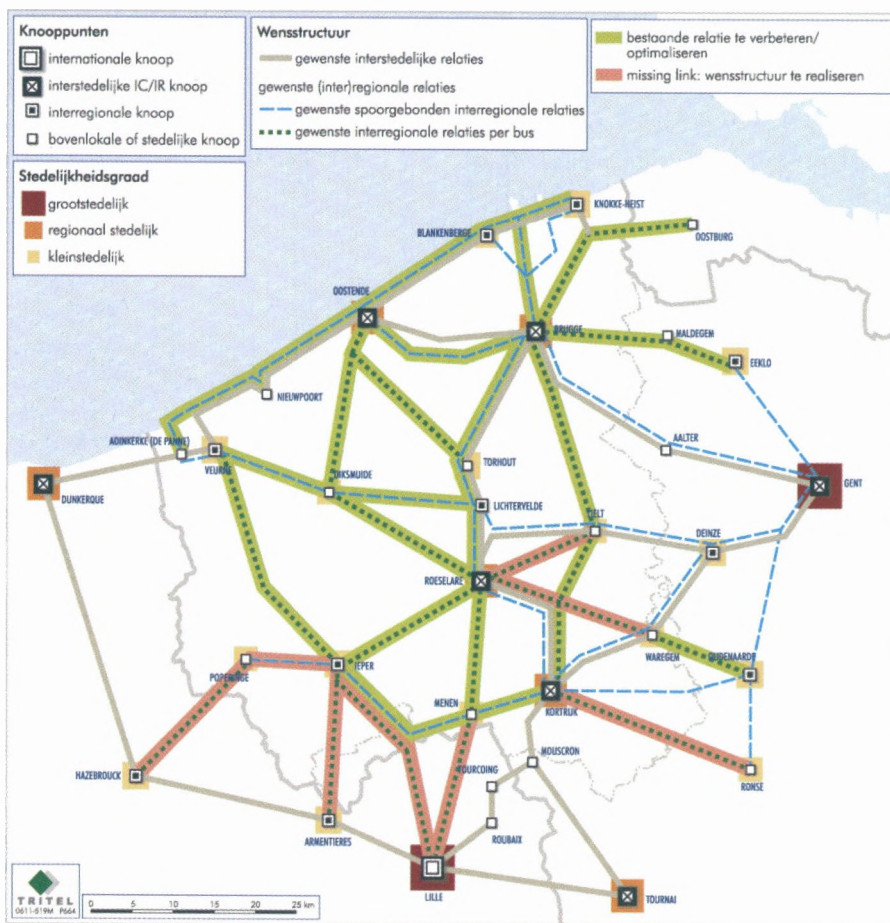 Knooppunten
internationale knoop
interstedelijke IC/IR knoop
interregionale knoop
bovenlokale of stedelijke knoop
Stedelijkheidsgraad
grootstedelijk
regionaal stedelijk
kleinstedelijk
Wensstructuur
gewenste interstedelijke relaties
gewenste (inter)regionale relaties
gewenste spoorgebonden interregionale relaties
gewenste interregionale relaties per bus
bestaande relatie te verbeteren/
optimaliseren
missing link: wensstructuur te realiseren
KNOKKE-HEIST
BLANKENBERGE
OOSTBURG
OOSTENDE
BRUGGE
MALDEGEM
EEKLO
NIEUWPOORT
ADINKERKE (DE PANNE)
VEURNE
TORHOUT
AALTER
DUNKERQUE
DIKSMUIDE
LICHTERVELDE
GENT
TIELT
DEINZE
ROESELARE
POPERINGE
IEPER
WAREGEM
OUDENAARDE
MENEN
KORTRIJK
HAZEBROUCK
TOURCOING
MOUSCRON
RONSE
ARMENTIERES
ROUBAIX
LILLE
TOURNAI
TRITEL
0611-519M P664
0 5 10 15 20 25 km